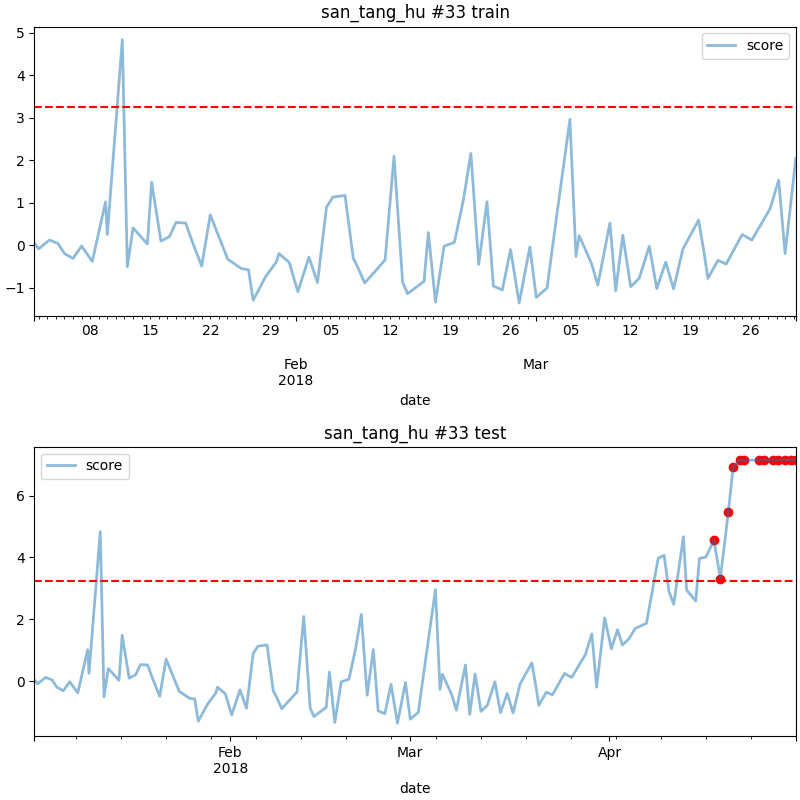 san_tang_hu #33 train
score
5
4
3
2
1
0
−1
08 15 22 29 05 12 19 26 05 12 19 26
Feb Mar
2018
date
san_tang_hu #33 test
score
6
4
2
0
Feb Mar Apr
2018
date